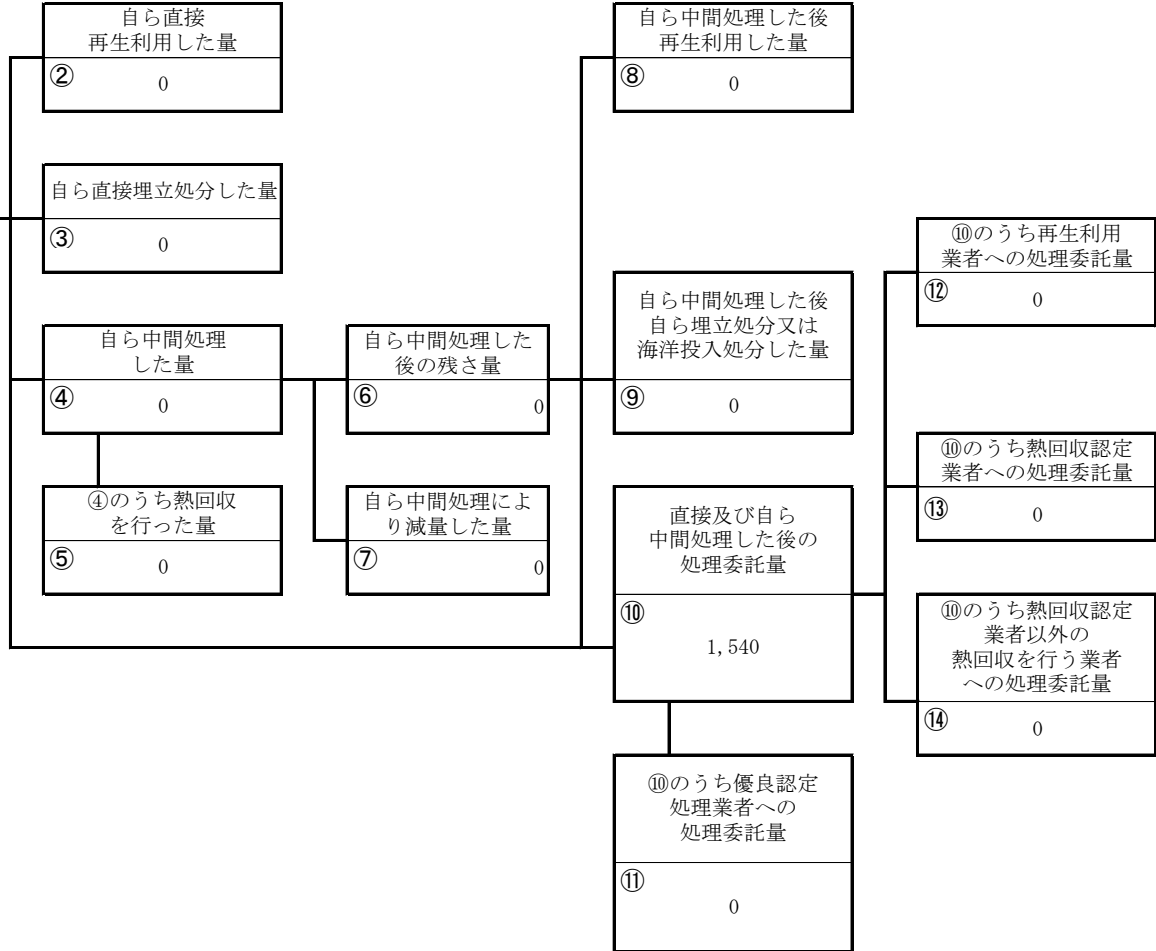 自ら直接
再生利用した量
② 0
自ら直接埋立処分した量
③ 0
自ら中間処理
した量
④ 0
④のうち熱回収
を行った量
⑤ 0
自ら中間処理した
後の残さ量
⑥ 0
自ら中間処理によ
り減量した量
⑦ 0
自ら中間処理した後
再生利用した量
⑧ 0
自ら中間処理した後
自ら埋立処分又は
海洋投入処分した量
⑨ 0
直接及び自ら
中間処理した後の
処理委託量
⑩
1,540
⑩のうち優良認定
処理業者への
処理委託量
⑪
0
⑩のうち再生利用
業者への処理委託量
⑫ 0
⑩のうち熱回収認定
業者への処理委託量
⑬ 0
⑩のうち熱回収認定
業者以外の
熱回収を行う業者
への処理委託量
⑭ 0